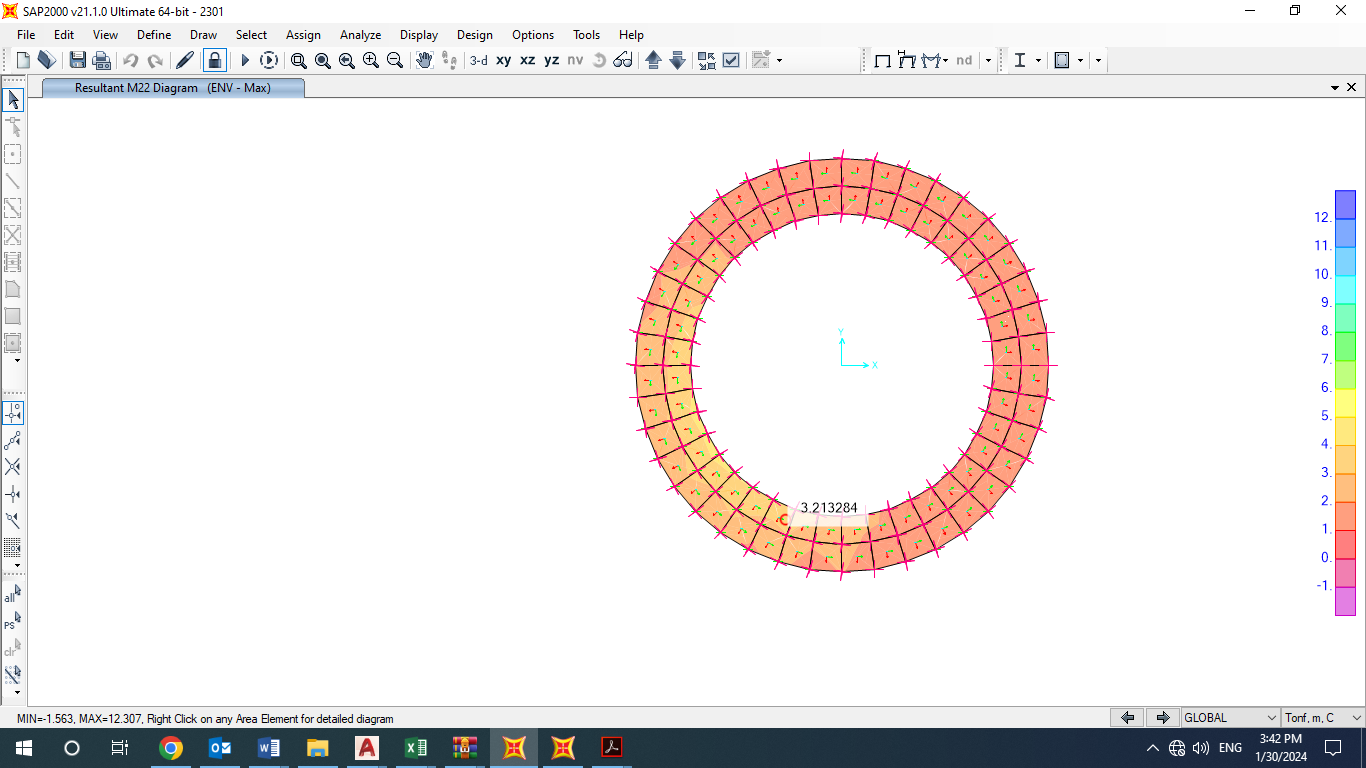 SAP2000 v21.1.0 Ultimate 64-bit - 2301
File Edit View Define Draw Select Assign Analyze Display Design Options Tools Help
3-d xy xz yz nv nd
Resultant M22 Diagram (ENV - Max)
12.
11.
10.
9.
8.
7.
6.
5.
4.
3.
2.
1.
0.
-1.
Y
X
3.213284
all
PS
clr
MIN=-1.563, MAX=12.307, Right Click on any Area Element for detailed diagram
GLOBAL
Tonf, m, C
ENG
3:42 PM
1/30/2024